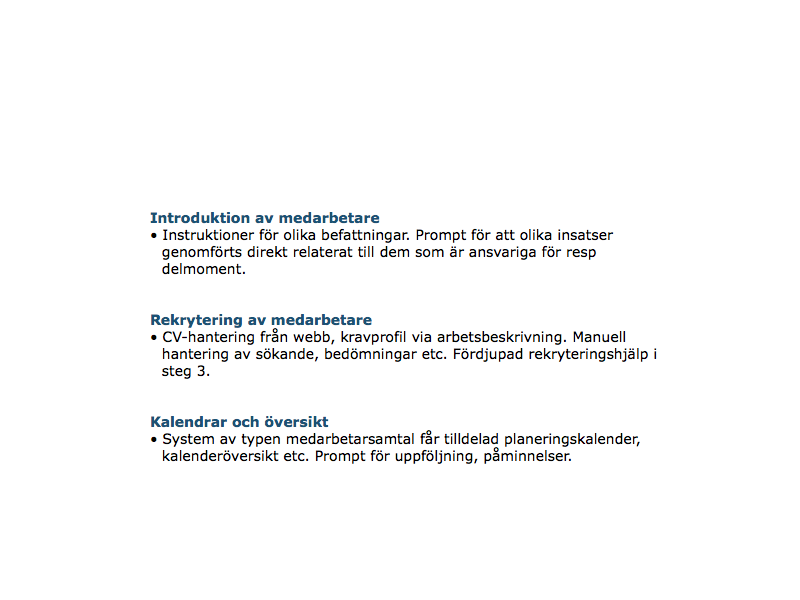 Introduktion av medarbetare
• Instruktioner för olika befattningar. Prompt för att olika insatser
genomförts direkt relaterat till dem som är ansvariga för resp
delmoment.
Rekrytering av medarbetare
• CV-hantering från webb, kravprofil via arbetsbeskrivning. Manuell
hantering av sökande, bedömningar etc. Fördjupad rekryteringshjälp i
steg 3.
Kalendrar och översikt
• System av typen medarbetarsamtal får tilldelad planeringskalender,
kalenderöversikt etc. Prompt för uppföljning, påminnelser.